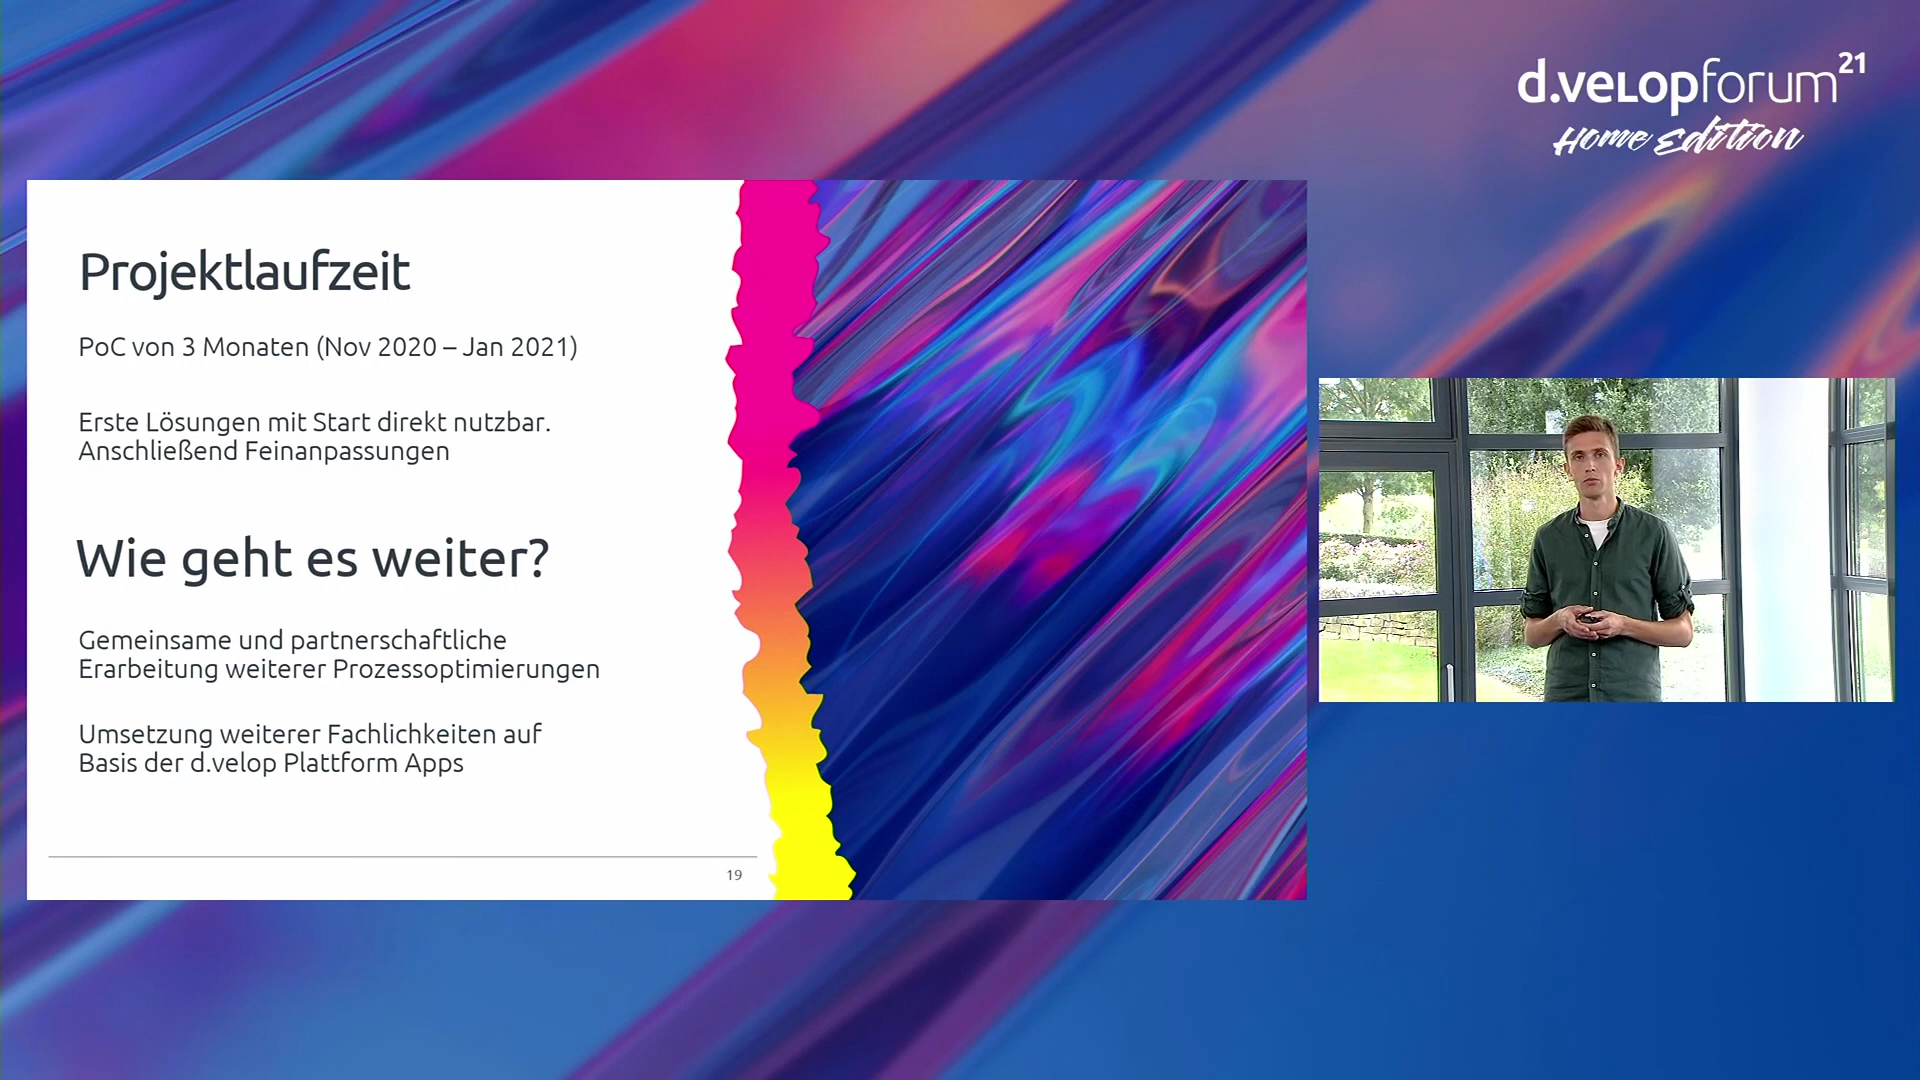 d.velopforum21
Home Edition
Projektlaufzeit
PoC von 3 Monaten (Nov 2020 – Jan 2021)
Erste Lösungen mit Start direkt nutzbar.
Anschließend Feinanpassungen
Wie geht es weiter?
Gemeinsame und partnerschaftliche
Erarbeitung weiterer Prozessoptimierungen
Umsetzung weiterer Fachlichkeiten auf
Basis der d.velop Plattform Apps
19